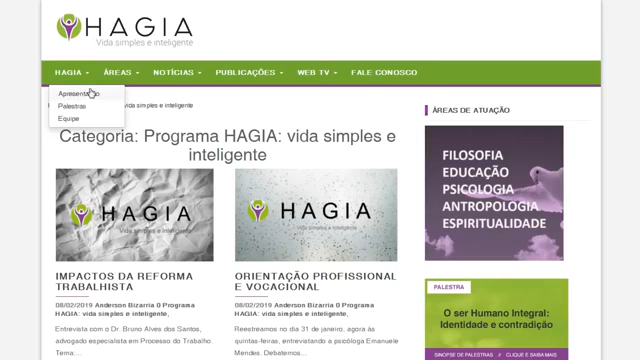 HAGIA
Vida simples e inteligente
HAGIA ÁREAS NOTÍCIAS PUBLICAÇÕES WEB TV FALE CONOSCO
Palestras
Equipe
vida simples e inteligente
Categoria: Programa HAGIA: vida simples e
inteligente
HAGIA
Vida simples e inteligente
IMPACTOS DA REFORMA
TRABALHISTA
08/02/2019 Anderson Bizarria 0 Programa
HAGIA: vida simples e inteligente,
Entrevista com o Dr. Bruno Alves dos Santos,
advogado especialista em Processo do Trabalho.
Tema:...
HAGIA
Vida simples e inteligente
ORIENTAÇÃO PROFISSIONAL
E VOCACIONAL
08/02/2019 Anderson Bizarria 0 Programa
HAGIA: vida simples e inteligente,
Reestreamos no dia 31 de janeiro, agora às
quintas-feiras, entrevistando a psicóloga Emanuele
Mendes. Debatemos...
ÁREAS DE ATUAÇÃO
FILOSOFIA
EDUCAÇÃO
PSICOLOGIA
ANTROPOLOGIA
ESPIRITUALIDADE
PALESTRA
O ser Humano Integral:
Identidade e contradição
SINOPSE DE PALESTRAS // CLIQUE E SAIBA MAIS